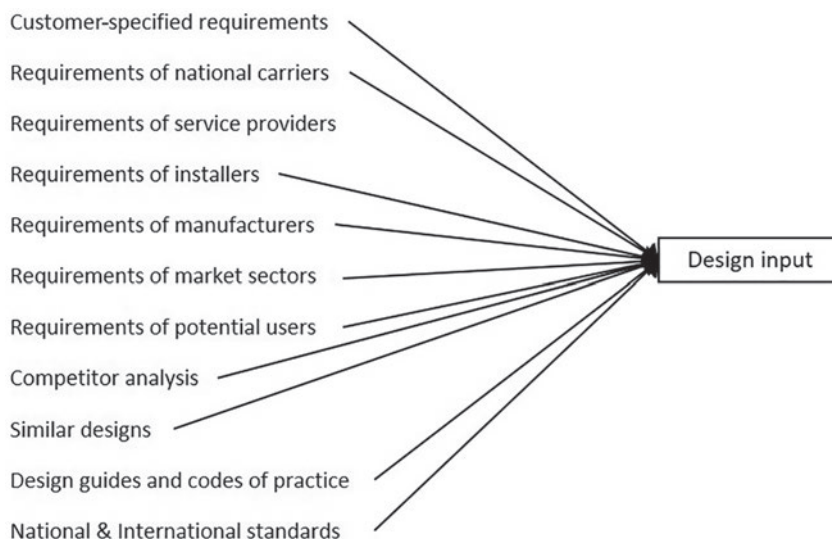 Customer-specified requirements
Requirements of national carriers
Requirements of service providers
Requirements of installers
Requirements of manufacturers
Design input
Requirements of market sectors
Requirements of potential users
Competitor analysis
Similar designs
Design guides and codes of practice
National & International standards